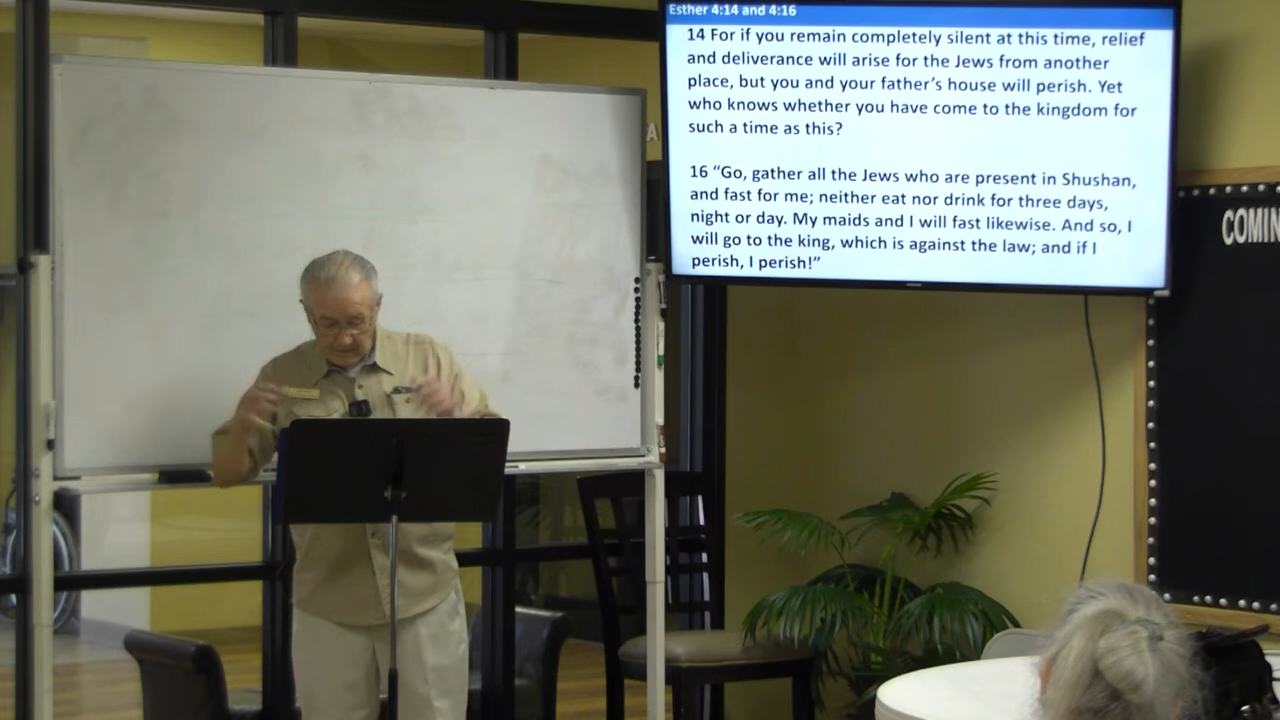 Esther 4:14 and 4:16
14 For if you remain completely silent at this time, relief
and deliverance will arise for the Jews from another
place, but you and your father's house will perish. Yet
who knows whether you have come to the kingdom for
such a time as this?
16 “Go, gather all the Jews who are present in Shushan,
and fast for me; neither eat nor drink for three days,
night or day. My maids and I will fast likewise. And so, I
will go to the king, which is against the law; and if I
perish, I perish!”
COMIN
A